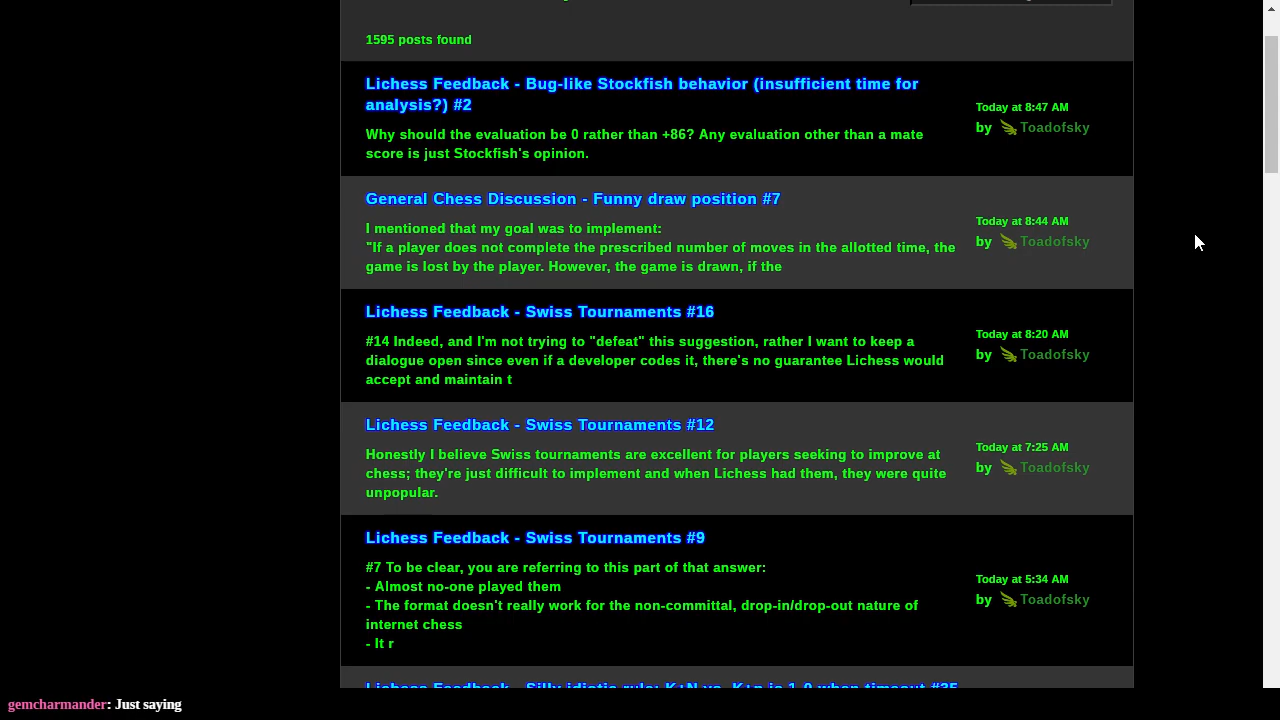 1595 posts found
Lichess Feedback - Bug-like Stockfish behavior (insufficient time for
analysis?) #2
Why should the evaluation be 0 rather than +86? Any evaluation other than a mate
score is just Stockfish's opinion.
Today at 8:47 AM
by Toadofsky
General Chess Discussion - Funny draw position #7
I mentioned that my goal was to implement:
"If a player does not complete the prescribed number of moves in the allotted time, the
game is lost by the player. However, the game is drawn, if the
Today at 8:44 AM
by Toadofsky
Lichess Feedback - Swiss Tournaments #16
#14 Indeed, and I'm not trying to "defeat" this suggestion, rather I want to keep a
dialogue open since even if a developer codes it, there's no guarantee Lichess would
accept and maintain t
Today at 8:20 AM
by Toadofsky
Lichess Feedback - Swiss Tournaments #12
Honestly I believe Swiss tournaments are excellent for players seeking to improve at
chess; they're just difficult to implement and when Lichess had them, they were quite
unpopular.
Today at 7:25 AM
by Toadofsky
Lichess Feedback - Swiss Tournaments #9
#7 To be clear, you are referring to this part of that answer:
- Almost no-one played them
- The format doesn't really work for the non-committal, drop-in/drop-out nature of
internet chess
- It r
Today at 5:34 AM
by Toadofsky
Lichess Feedback - Silly idiotic rule: K+N vs. K+p is 1-0 when timeout #35
gemcharmander: Just saying